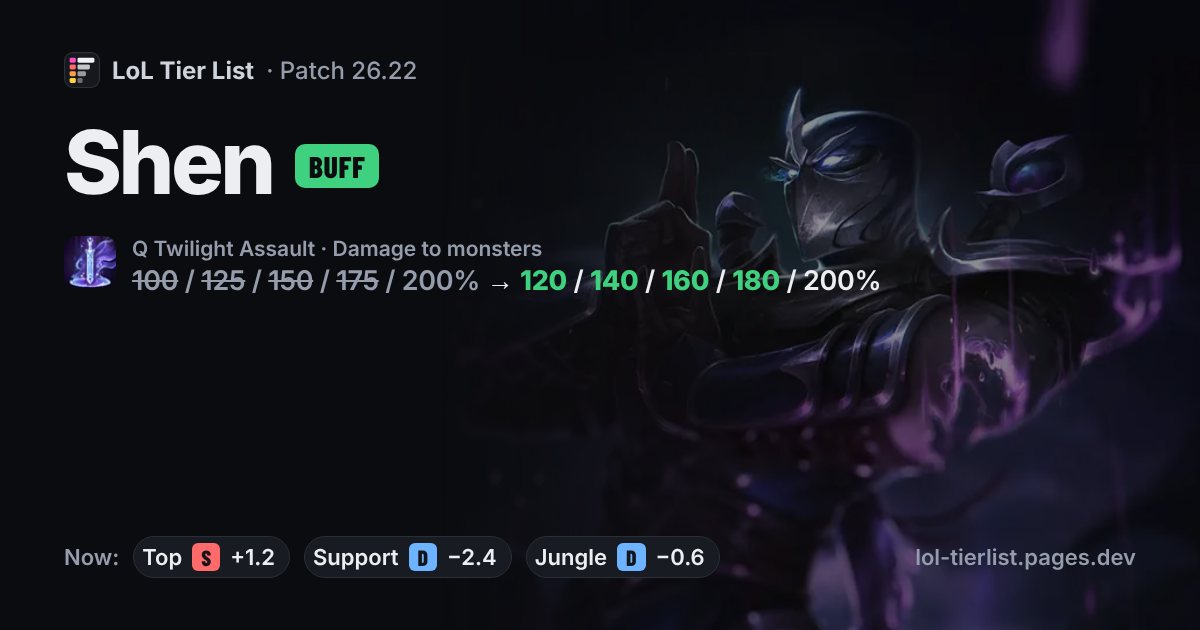 LoL Tier List · Patch 26.22
Shen BUFF
Q Twilight Assault · Damage to monsters
100 / 125 / 150 / 175 / 200% → 120 / 140 / 160 / 180 / 200%
Now: Top S +1.2 Support D −2.4 Jungle D −0.6 lol-tierlist.pages.dev